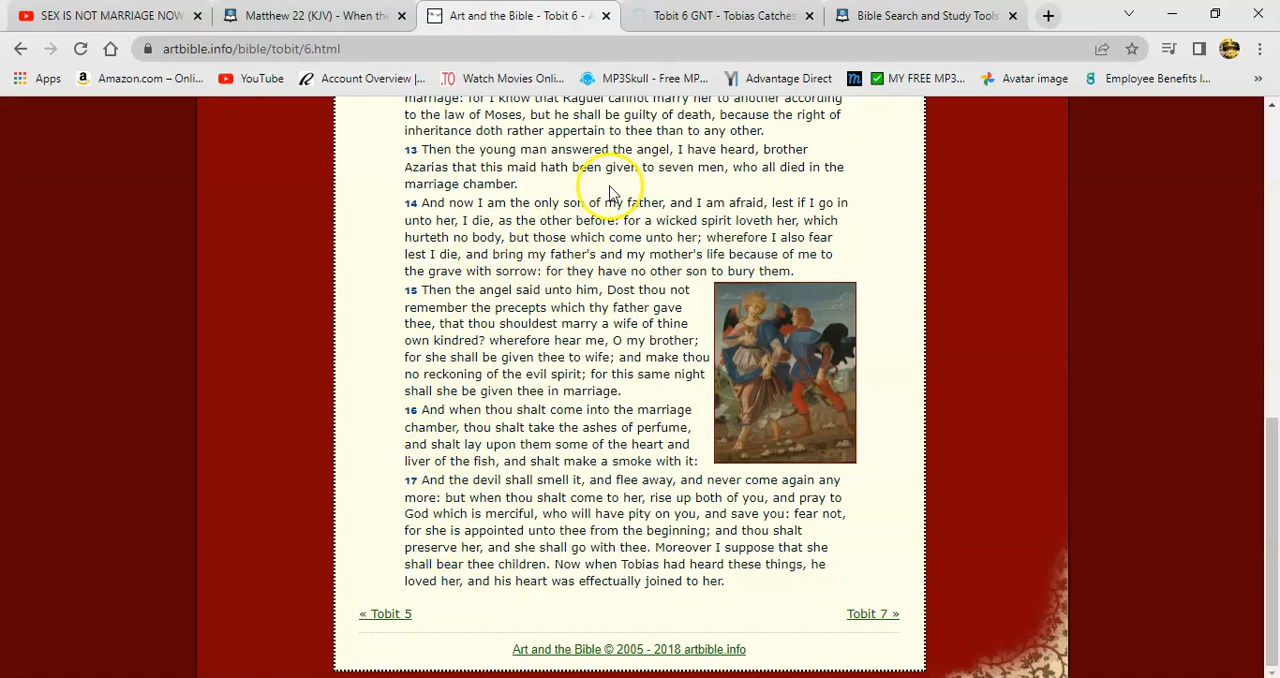 SEX IS NOT MARRIAGE NOW
Matthew 22 (KJV) - When the
Art and the Bible - Tobit 6 - A
Tobit 6 GNT - Tobias Catches
Bible Search and Study Tools
artbible.info/bible/tobit/6.html
Apps
Amazon.com – Onli...
YouTube
Account Overview |...
TO Watch Movies Onlin...
MP3Skull - Free MP...
Advantage Direct
m ✅ MY FREE MP3...
Avatar image
Employee Benefits I...
»
marriage: for I know that Raguel cannot marry her to another according
to the law of Moses, but he shall be guilty of death, because the right of
inheritance doth rather appertain to thee than to any other.
13 Then the young man answered the angel, I have heard, brother
Azarias that this maid hath been given to seven men, who all died in the
marriage chamber.
14 And now I am the only son of my father, and I am afraid, lest if I go in
unto her, I die, as the other before: for a wicked spirit loveth her, which
hurteth no body, but those which come unto her; wherefore I also fear
lest I die, and bring my father's and my mother's life because of me to
the grave with sorrow: for they have no other son to bury them.
15 Then the angel said unto him, Dost thou not
remember the precepts which thy father gave
thee, that thou shouldest marry a wife of thine
own kindred? wherefore hear me, O my brother;
for she shall be given thee to wife; and make thou
no reckoning of the evil spirit; for this same night
shall she be given thee in marriage.
16 And when thou shalt come into the marriage
chamber, thou shalt take the ashes of perfume,
and shalt lay upon them some of the heart and
liver of the fish, and shalt make a smoke with it:
17 And the devil shall smell it, and flee away, and never come again any
more: but when thou shalt come to her, rise up both of you, and pray to
God which is merciful, who will have pity on you, and save you: fear not,
for she is appointed unto thee from the beginning; and thou shalt
preserve her, and she shall go with thee. Moreover I suppose that she
shall bear thee children. Now when Tobias had heard these things, he
loved her, and his heart was effectually joined to her.
« Tobit 5
Tobit 7 »
Art and the Bible © 2005 - 2018 artbible.info